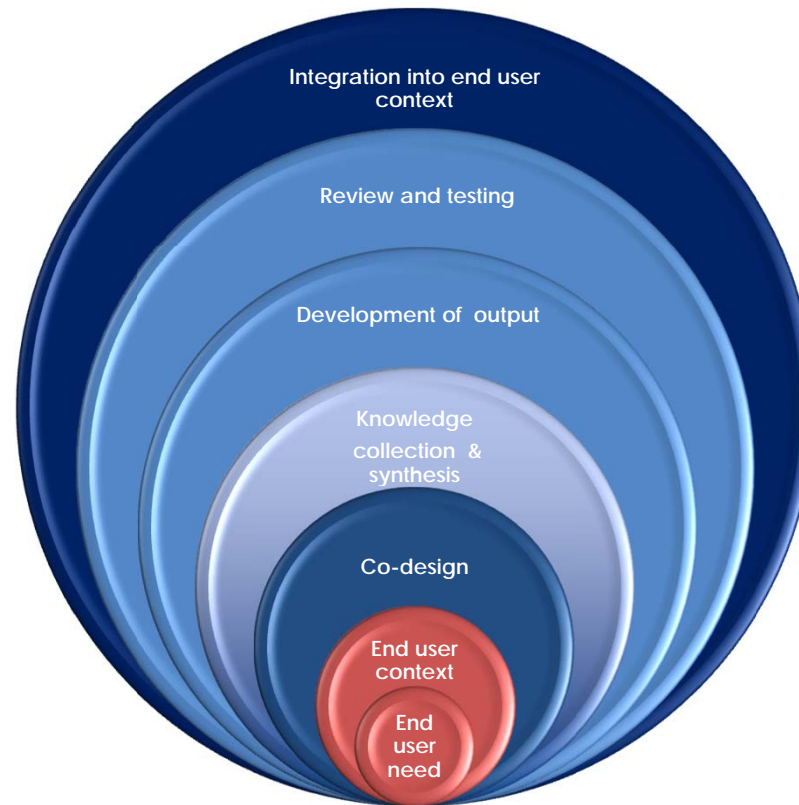 Integration into end user
context
Review and testing
Development of output
Knowledge
collection &
synthesis
Co-design
End user
context
End
user
need